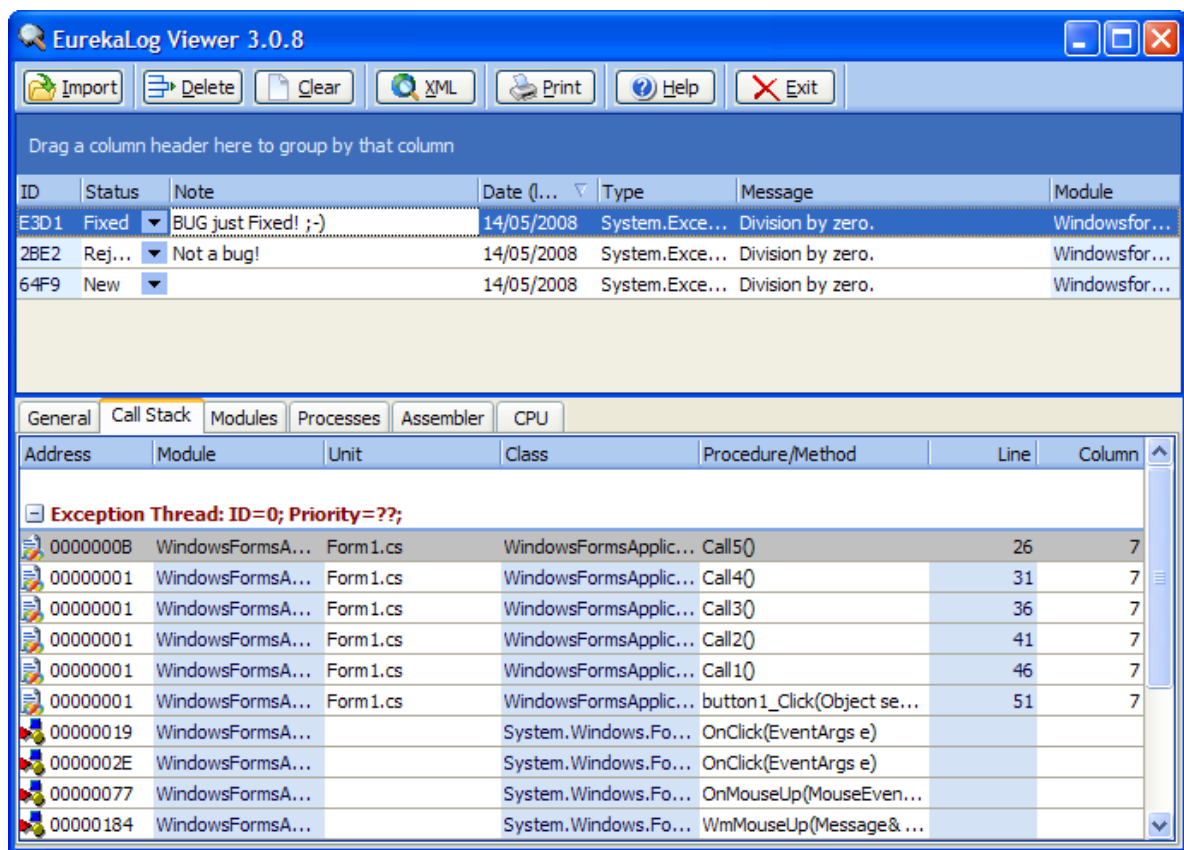 EurekaLog Viewer 3.0.8
Import Delete Clear XML Print Help Exit
Drag a column header here to group by that column
ID Status Note Date (l... Type Message Module
E3D1 Fixed BUG just Fixed! ;-) 14/05/2008 System.Exce... Division by zero. Windowsfor...
2BE2 Rej... Not a bug! 14/05/2008 System.Exce... Division by zero. Windowsfor...
64F9 New 14/05/2008 System.Exce... Division by zero. Windowsfor...
General Call Stack Modules Processes Assembler CPU
Address Module Unit Class Procedure/Method Line Column
Exception Thread: ID=0; Priority=??;
0000000B WindowsFormsA... Form1.cs WindowsFormsApplic... Call5() 26 7
00000001 WindowsFormsA... Form1.cs WindowsFormsApplic... Call4() 31 7
00000001 WindowsFormsA... Form1.cs WindowsFormsApplic... Call3() 36 7
00000001 WindowsFormsA... Form1.cs WindowsFormsApplic... Call2() 41 7
00000001 WindowsFormsA... Form1.cs WindowsFormsApplic... Call1() 46 7
00000001 WindowsFormsA... Form1.cs WindowsFormsApplic... button1_Click(Object se... 51 7
00000019 WindowsFormsA... System.Windows.Fo... OnClick(EventArgs e)
0000002E WindowsFormsA... System.Windows.Fo... OnClick(EventArgs e)
00000077 WindowsFormsA... System.Windows.Fo... OnMouseUp(MouseEven...
00000184 WindowsFormsA... System.Windows.Fo... WmMouseUp(Message& ...